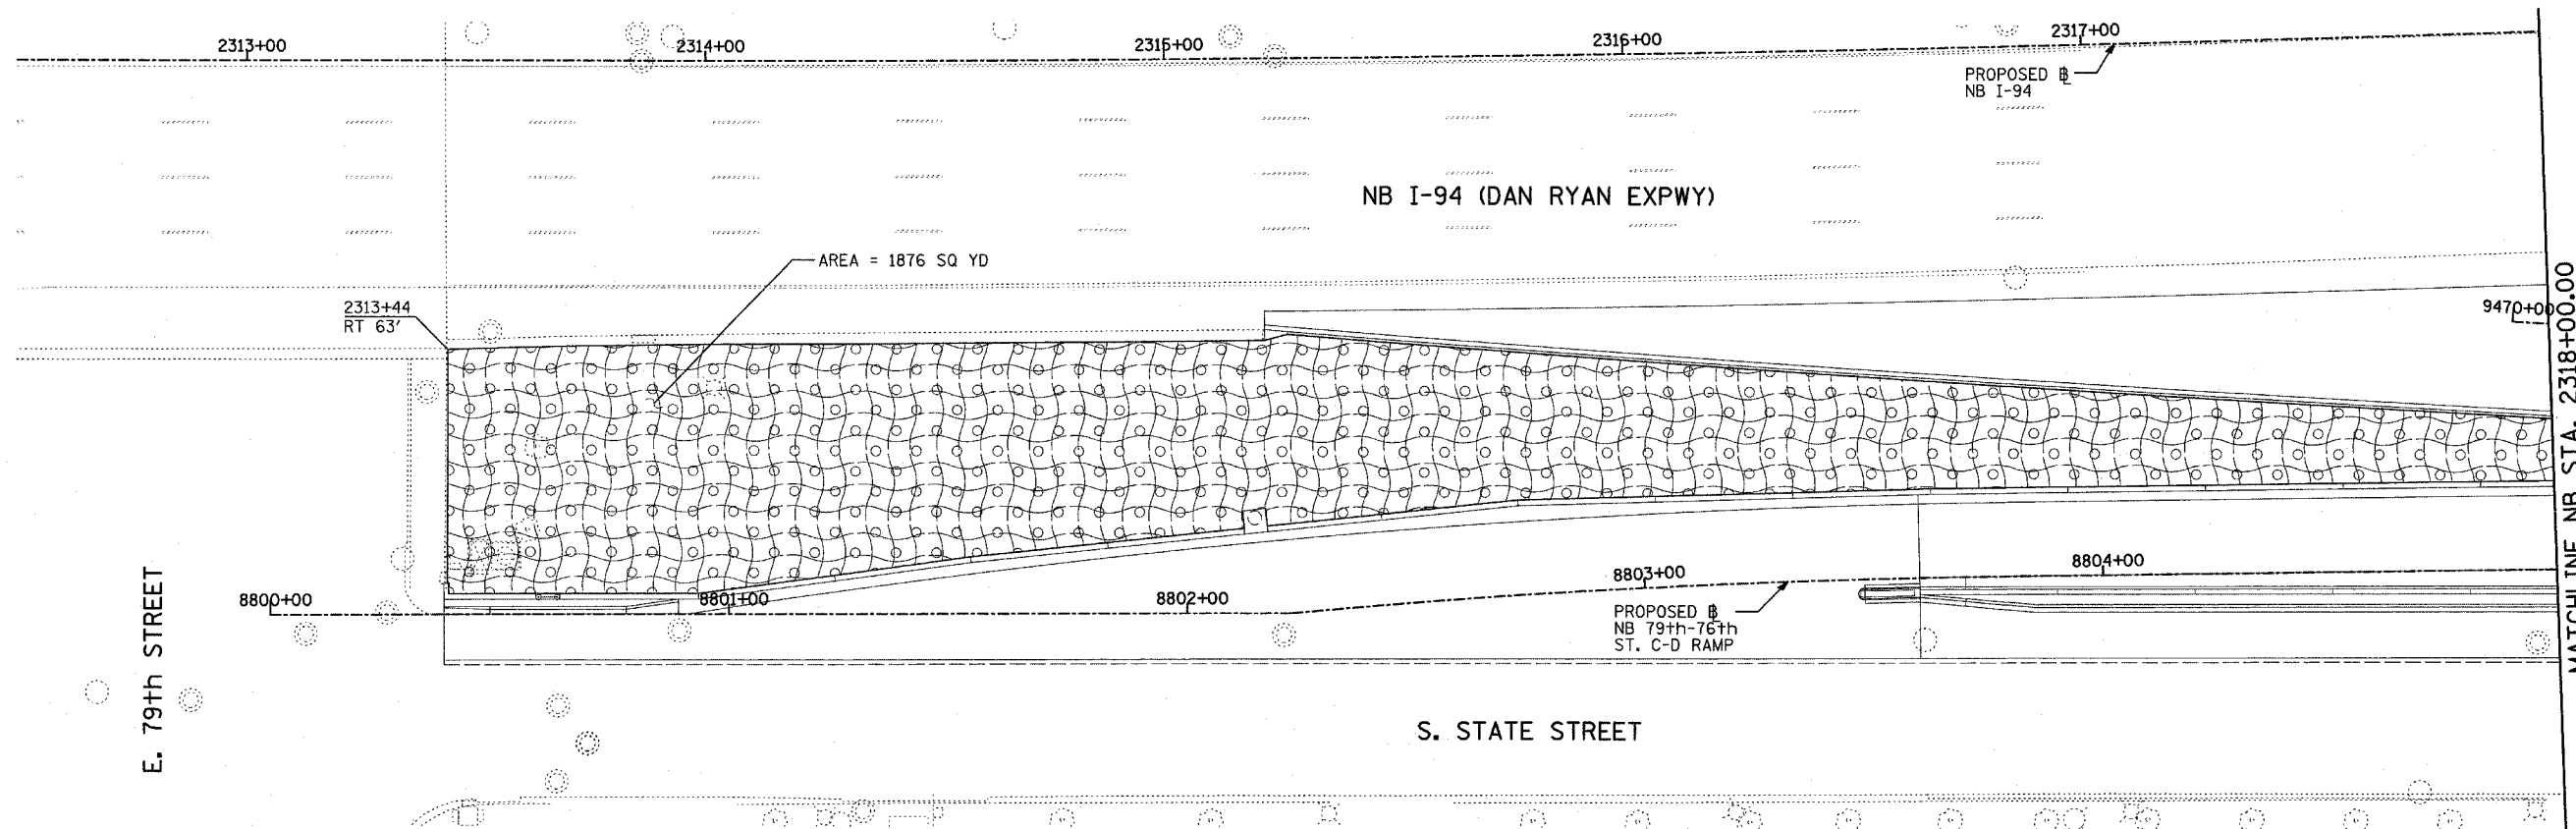 2313+00
2314+00
2315+00
2316+00
2317+00
PROPOSED ⅊
NB I-94
NB I-94 (DAN RYAN EXPWY)
AREA = 1876 SQ YD
2313+44
RT 63'
9470+00
MATCHLINE NB STA. 2318+00.00
8800+00
8801+00
8802+00
8803+00
8804+00
PROPOSED ⅊
NB 79th-76th
ST. C-D RAMP
E. 79th STREET
S. STATE STREET